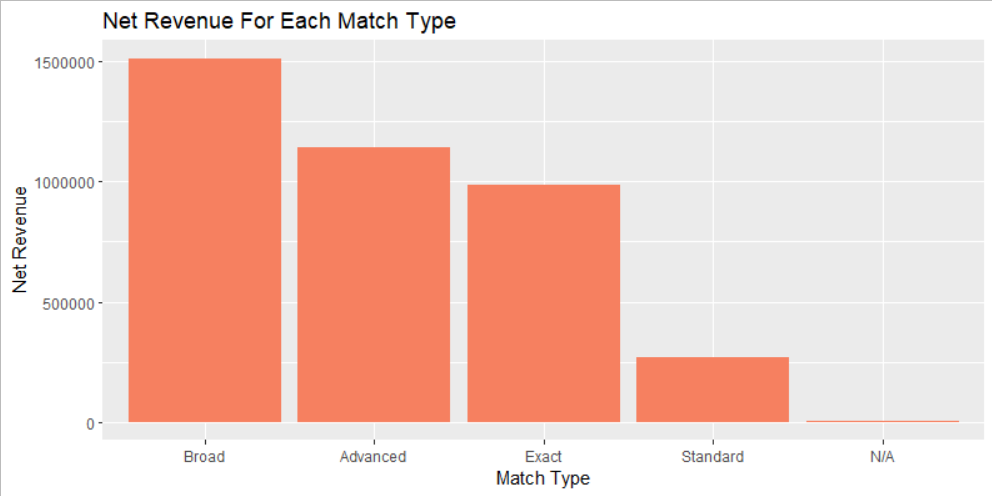 Net Revenue For Each Match Type
Net Revenue
1500000
1000000
500000
0
Broad Advanced Exact Standard N/A
Match Type